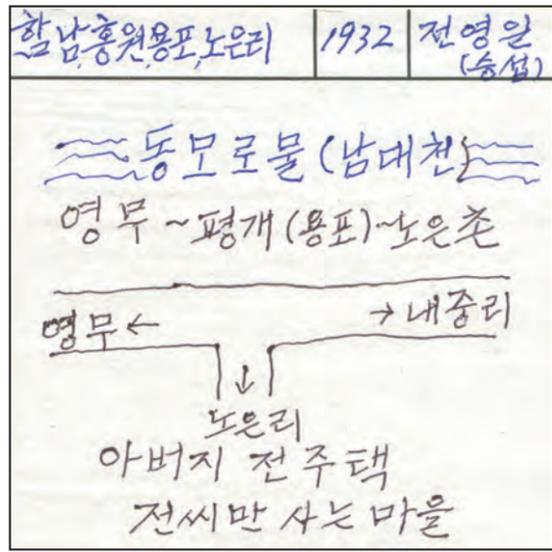 함남,홍원,용포,노은리 1932 전영일
(승섭)
동모로물(남대천)
영무~평개(용포)~노은촌
영무← →내중리
↓
노은리
아버지 전주택
전씨만 사는 마을